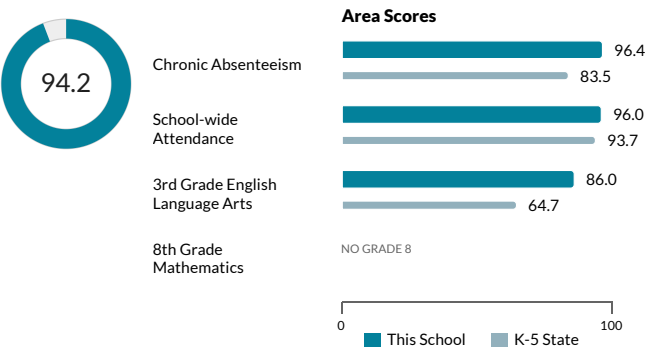 94.2
Area Scores
Chronic Absenteeism
96.4
83.5
School-wide
Attendance
96.0
93.7
3rd Grade English
Language Arts
86.0
64.7
8th Grade
Mathematics
NO GRADE 8
0
100
This School
K-5 State